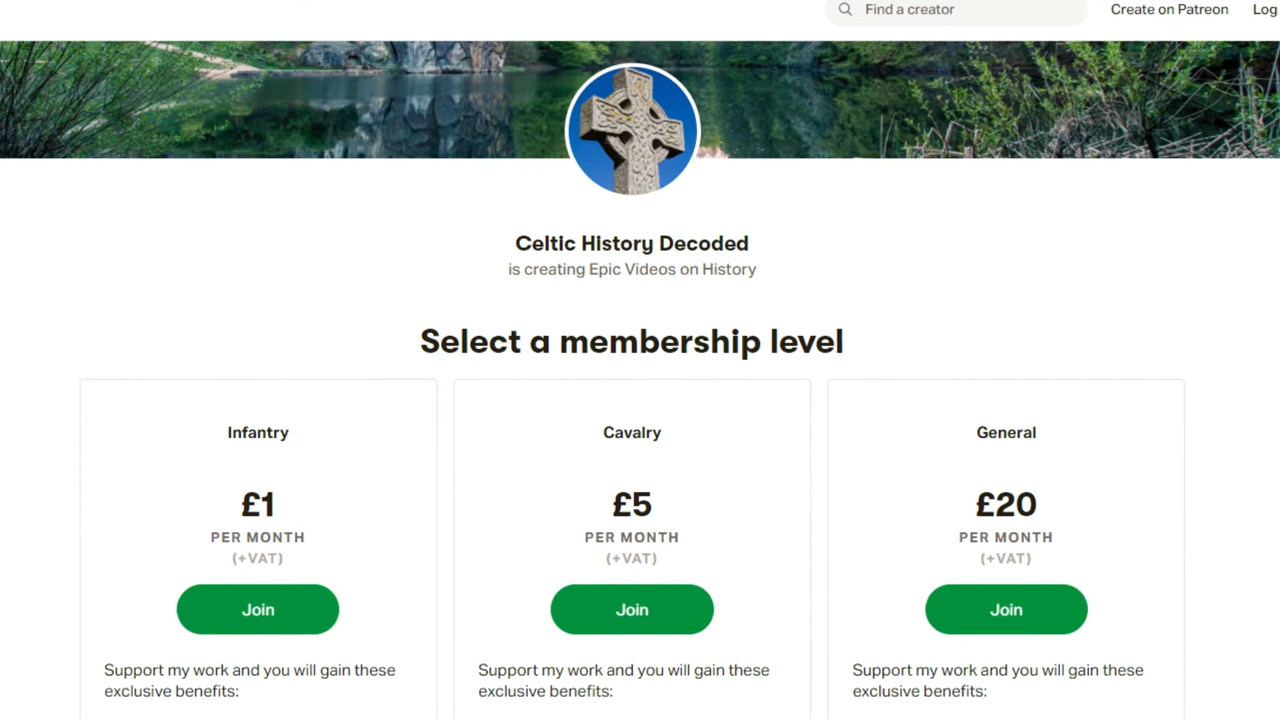 Find a creator
Create on Patreon
Log
Celtic History Decoded
is creating Epic Videos on History
Select a membership level
Infantry
£1
PER MONTH
(+VAT)
Join
Support my work and you will gain these
exclusive benefits:
Cavalry
£5
PER MONTH
(+VAT)
Join
Support my work and you will gain these
exclusive benefits:
General
£20
PER MONTH
(+VAT)
Join
Support my work and you will gain these
exclusive benefits: